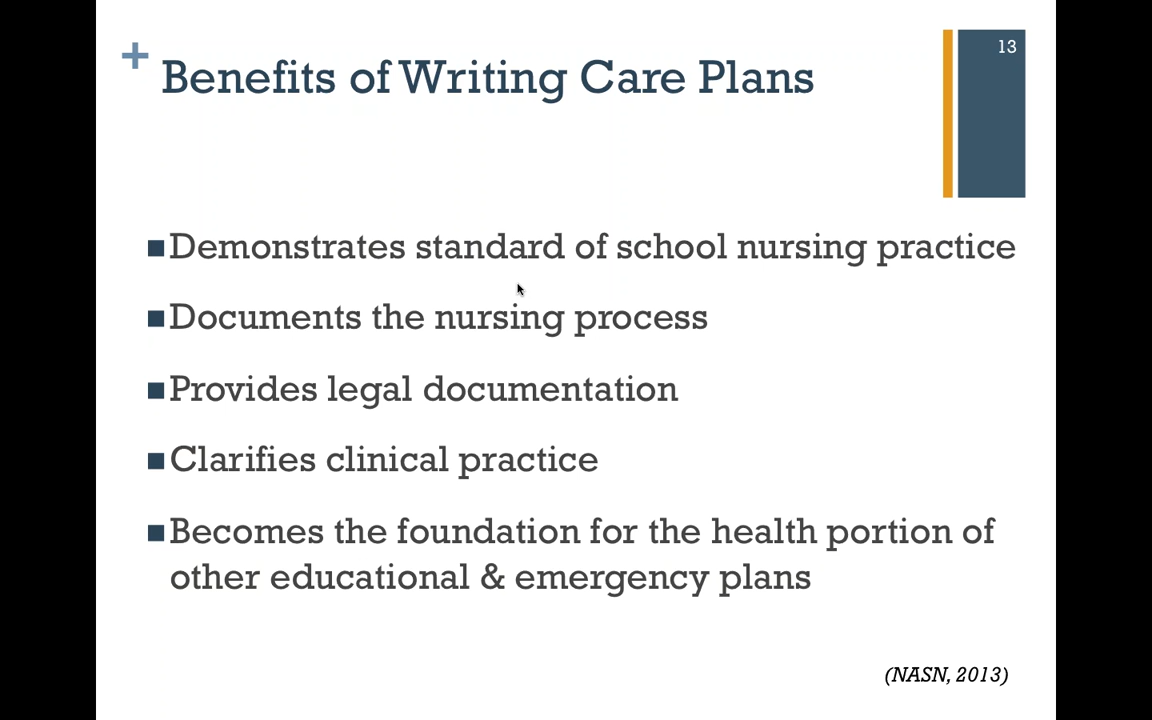 +
Benefits of Writing Care Plans
13
■Demonstrates standard of school nursing practice
■Documents the nursing process
■Provides legal documentation
■Clarifies clinical practice
■Becomes the foundation for the health portion of
other educational & emergency plans
(NASN, 2013)